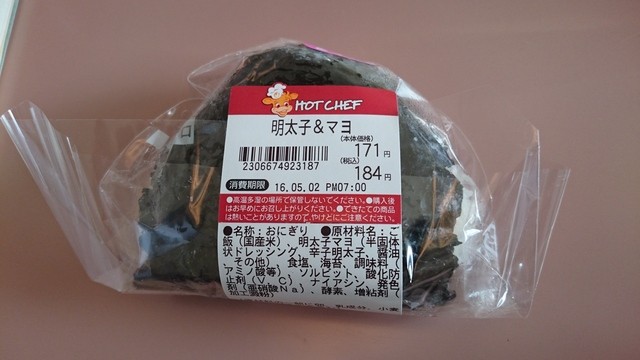 HOT CHEF
明太子&マヨ
(本体価格)
171円
(税込)
184円
2306674923187
消費期限 16.05.02 PM07:00
●高温多湿の場所で保管しないでください。●購入後
はお早めにお召し上がりください。●できたての商品
は熱いことがありますので、やけどにご注意ください。
●名称:おにぎり ●原材料名:ご
飯(国産米)、明太子マヨ(半固体
状ドレッシング、辛子明太子、醤油
、その他)、食塩、海苔、調味料(
アミノ酸等)、ソルビット、酸化防
止剤(V.C)、ナイアシン、発色
剤(亜硝酸Na)、酵素、増粘剤(
加工澱粉)